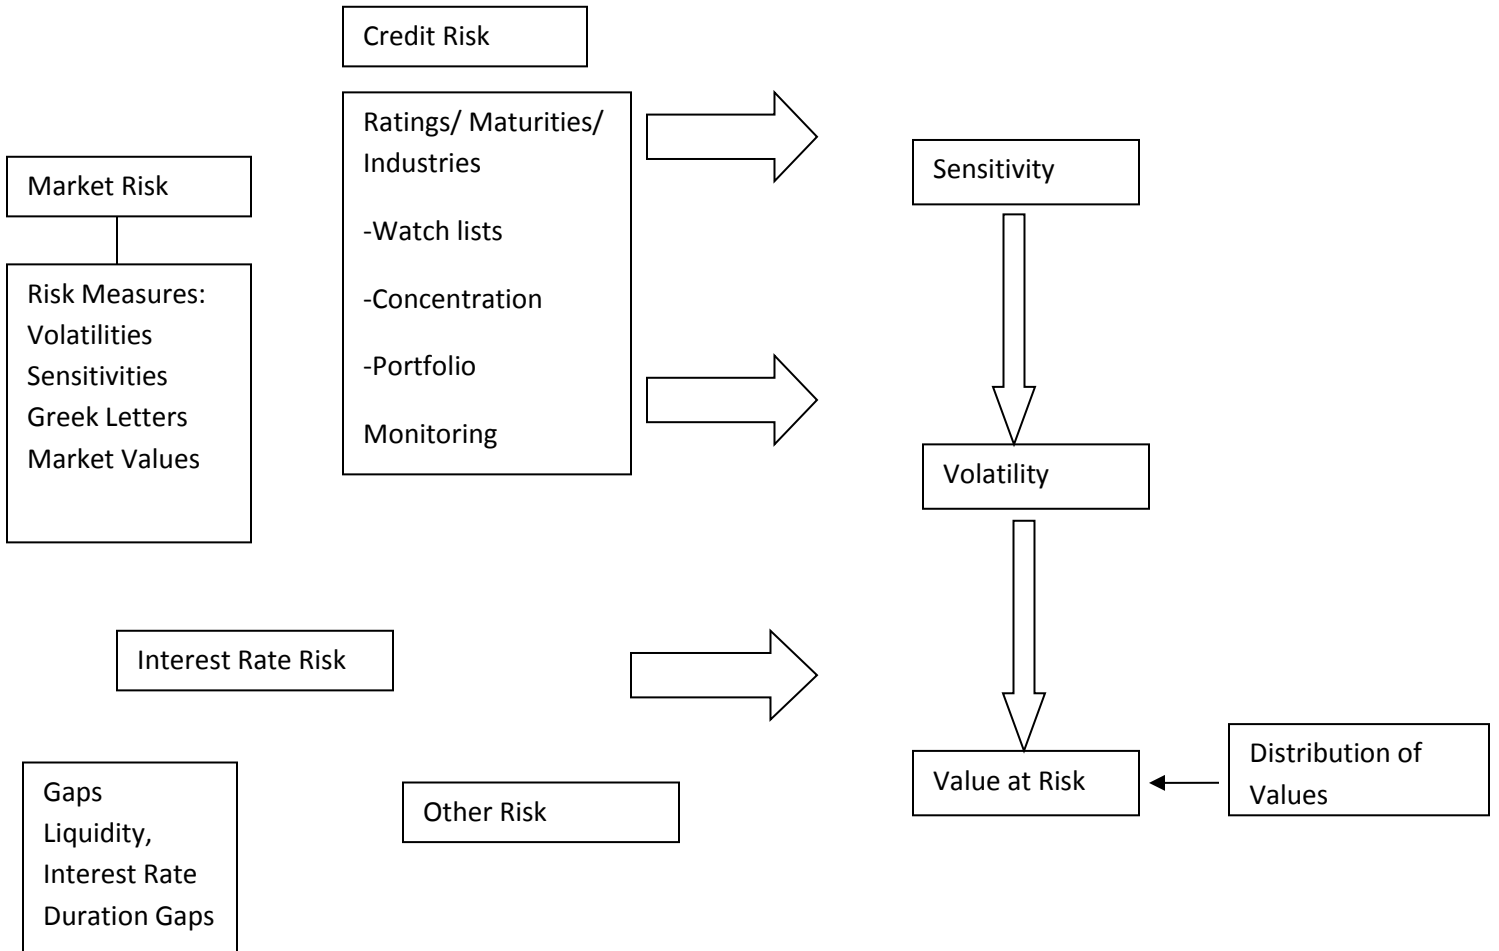 Credit Risk
Ratings/ Maturities/
Industries
-Watch lists
-Concentration
-Portfolio
Monitoring
Market Risk
Risk Measures:
Volatilities
Sensitivities
Greek Letters
Market Values
Sensitivity
Volatility
Interest Rate Risk
Gaps
Liquidity,
Interest Rate
Duration Gaps
Other Risk
Value at Risk
Distribution of
Values